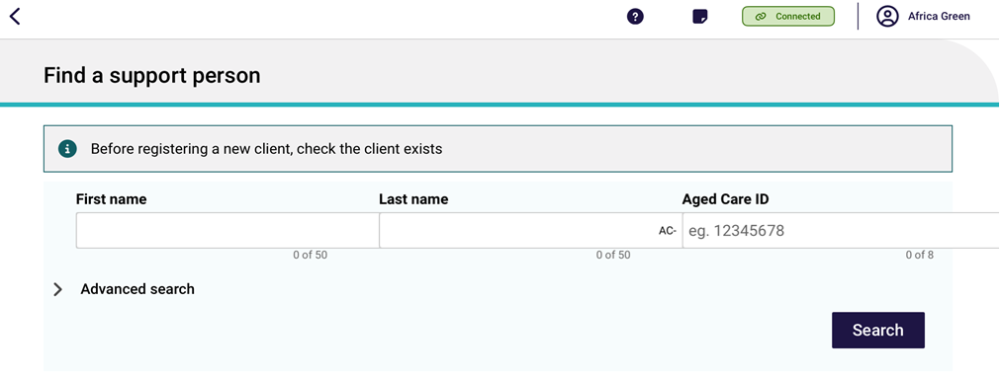 Connected
Africa Green
Find a support person
Before registering a new client, check the client exists
First name Last name Aged Care ID
AC- eg. 12345678
0 of 50 0 of 50 0 of 8
Advanced search
Search